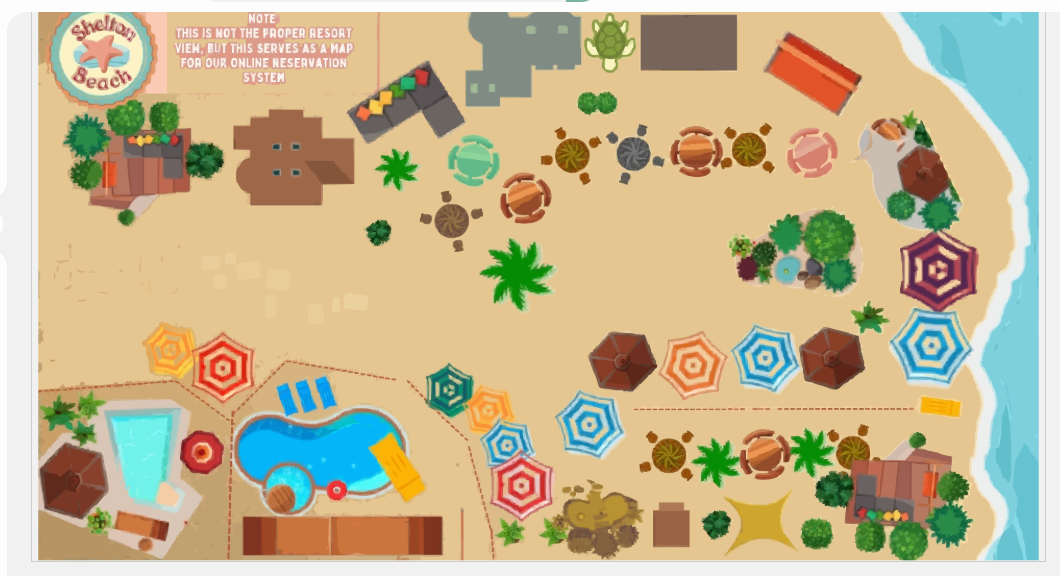 Shelton
Beach
NOTE
THIS IS NOT THE PROPER RESORT
VIEW, BUT THIS SERVES AS A MAP
FOR OUR ONLINE RESERVATION
SYSTEM